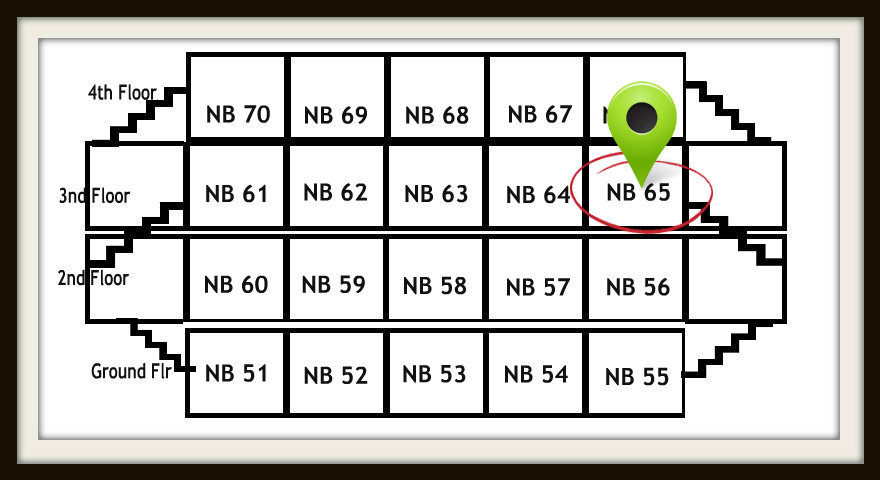 4th Floor
NB 70 NB 69 NB 68 NB 67
3nd Floor
NB 61 NB 62 NB 63 NB 64 NB 65
2nd Floor
NB 60 NB 59 NB 58 NB 57 NB 56
Ground Flr
NB 51 NB 52 NB 53 NB 54 NB 55